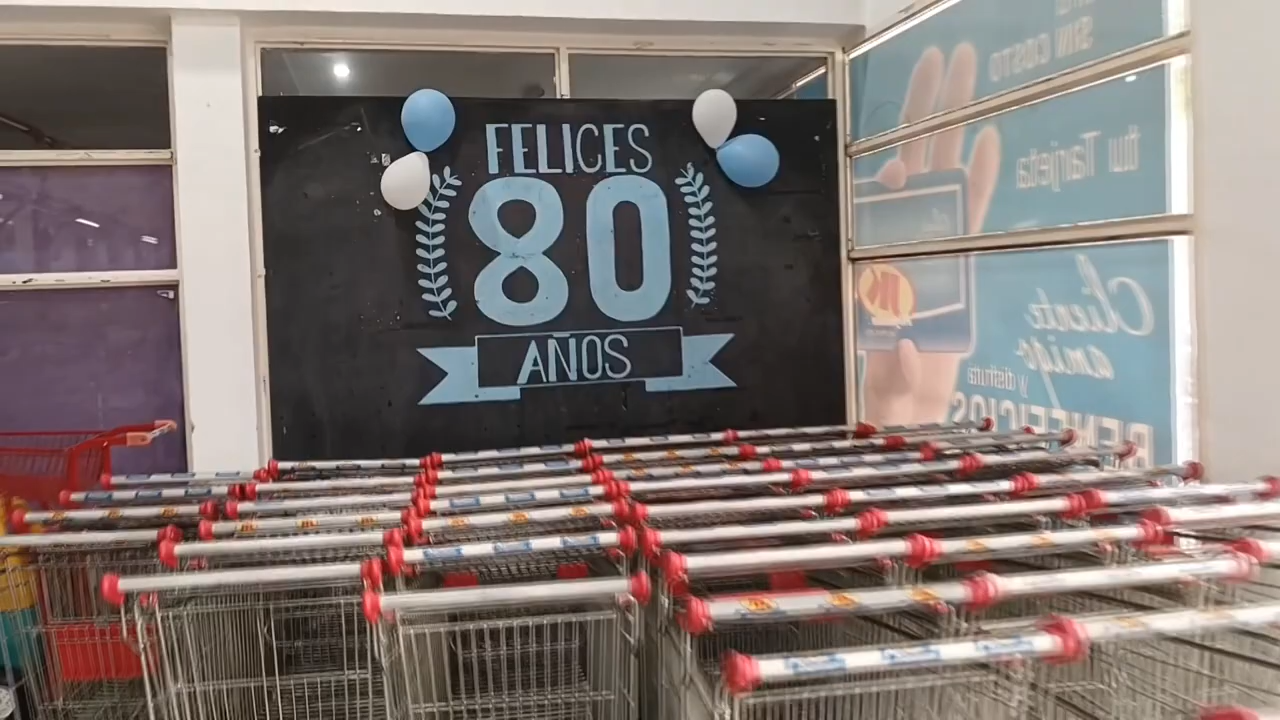 FELICES
80
AÑOS
SIN COSTO
tu Tarjeta
Cliente
amigo
y disfruta
BENEFICIOS